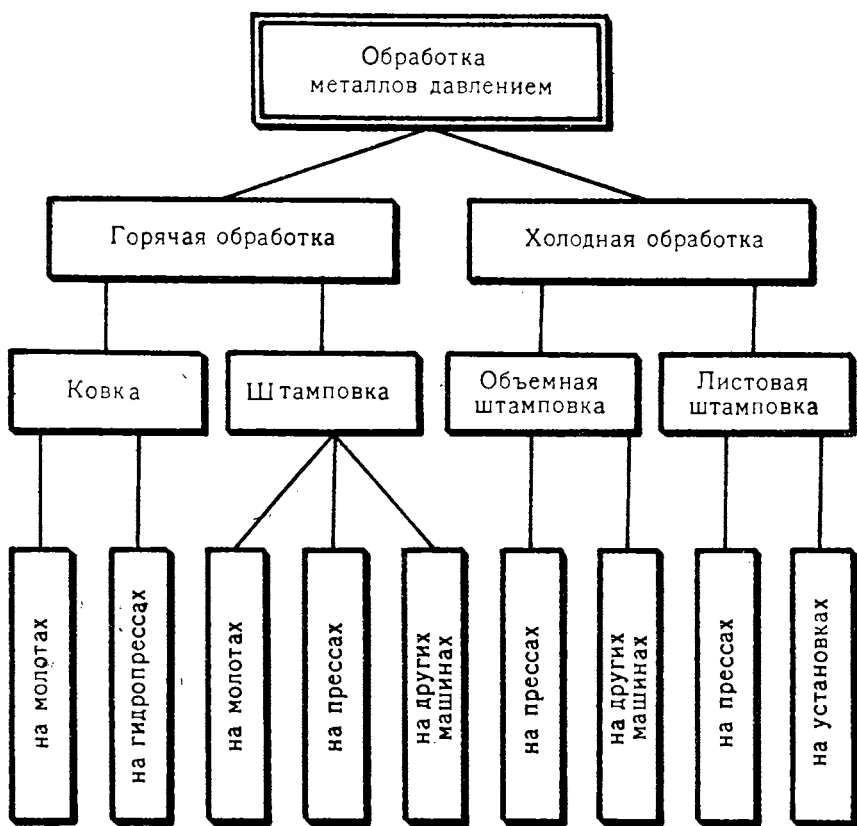 Обработка
металлов давлением
Горячая обработка
Холодная обработка
Ковка
Штамповка
Объемная
штамповка
Листовая
штамповка
на молотах
на гидропрессах
на молотах
на прессах
на других
машинах
на прессах
на других
машинах
на прессах
на установках